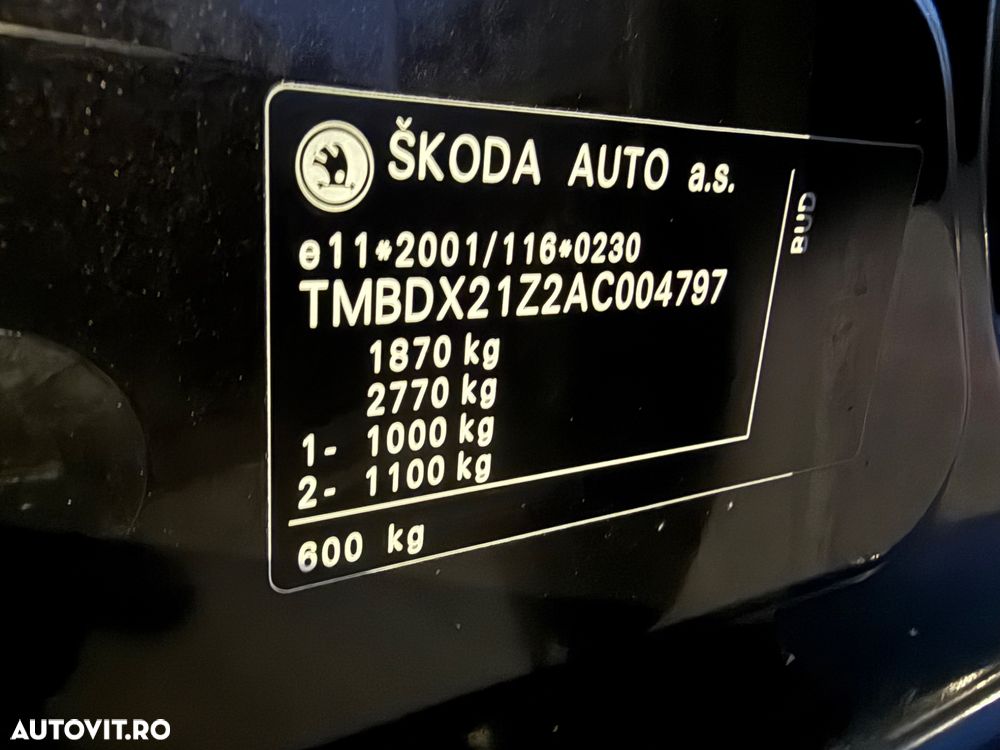 ŠKODA AUTO a.s.
e11*2001/116*0230
TMBDX21Z2AC004797
1870 kg
2770 kg
1- 1000 kg
2- 1100 kg
600 kg
BUD
AUTOVIT.RO